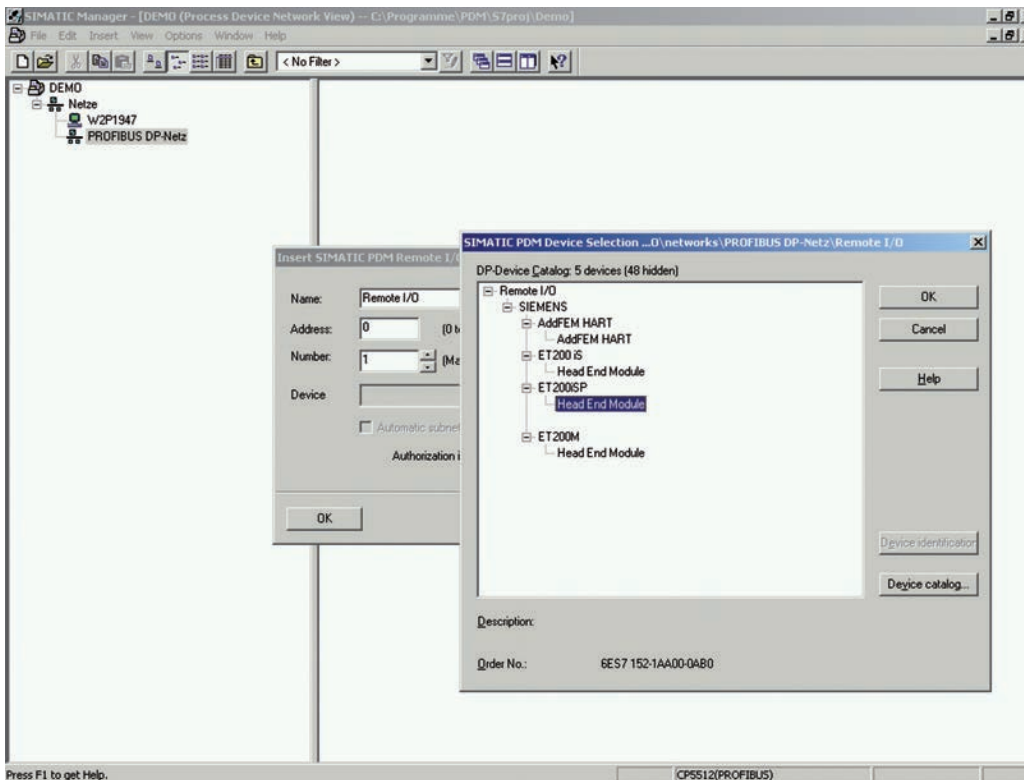 SIMATIC Manager - [DEMO (Process Device Network View) -- C:\Programme\PDM\S7proj\Demo]
File Edit Insert View Options Window Help
< No Filter >
DEMO
Netze
W2P1947
PROFIBUS DP-Netz
Insert SIMATIC PDM Remote I/
Name:
Remote I/O
Address:
0
(0 t
Number:
1
(Ma
Device
Automatic subnet
Authorization i
OK
SIMATIC PDM Device Selection ...O\networks\PROFIBUS DP-Netz\Remote I/O
DP-Device Catalog: 5 devices (48 hidden)
Remote I/O
SIEMENS
AddFEM HART
AddFEM HART
ET200 iS
Head End Module
ET200iSP
Head End Module
ET200M
Head End Module
OK
Cancel
Help
Device identification
Device catalog...
Description:
Order No.: 6ES7 152-1AA00-0AB0
Press F1 to get Help.
CP5512(PROFIBUS)